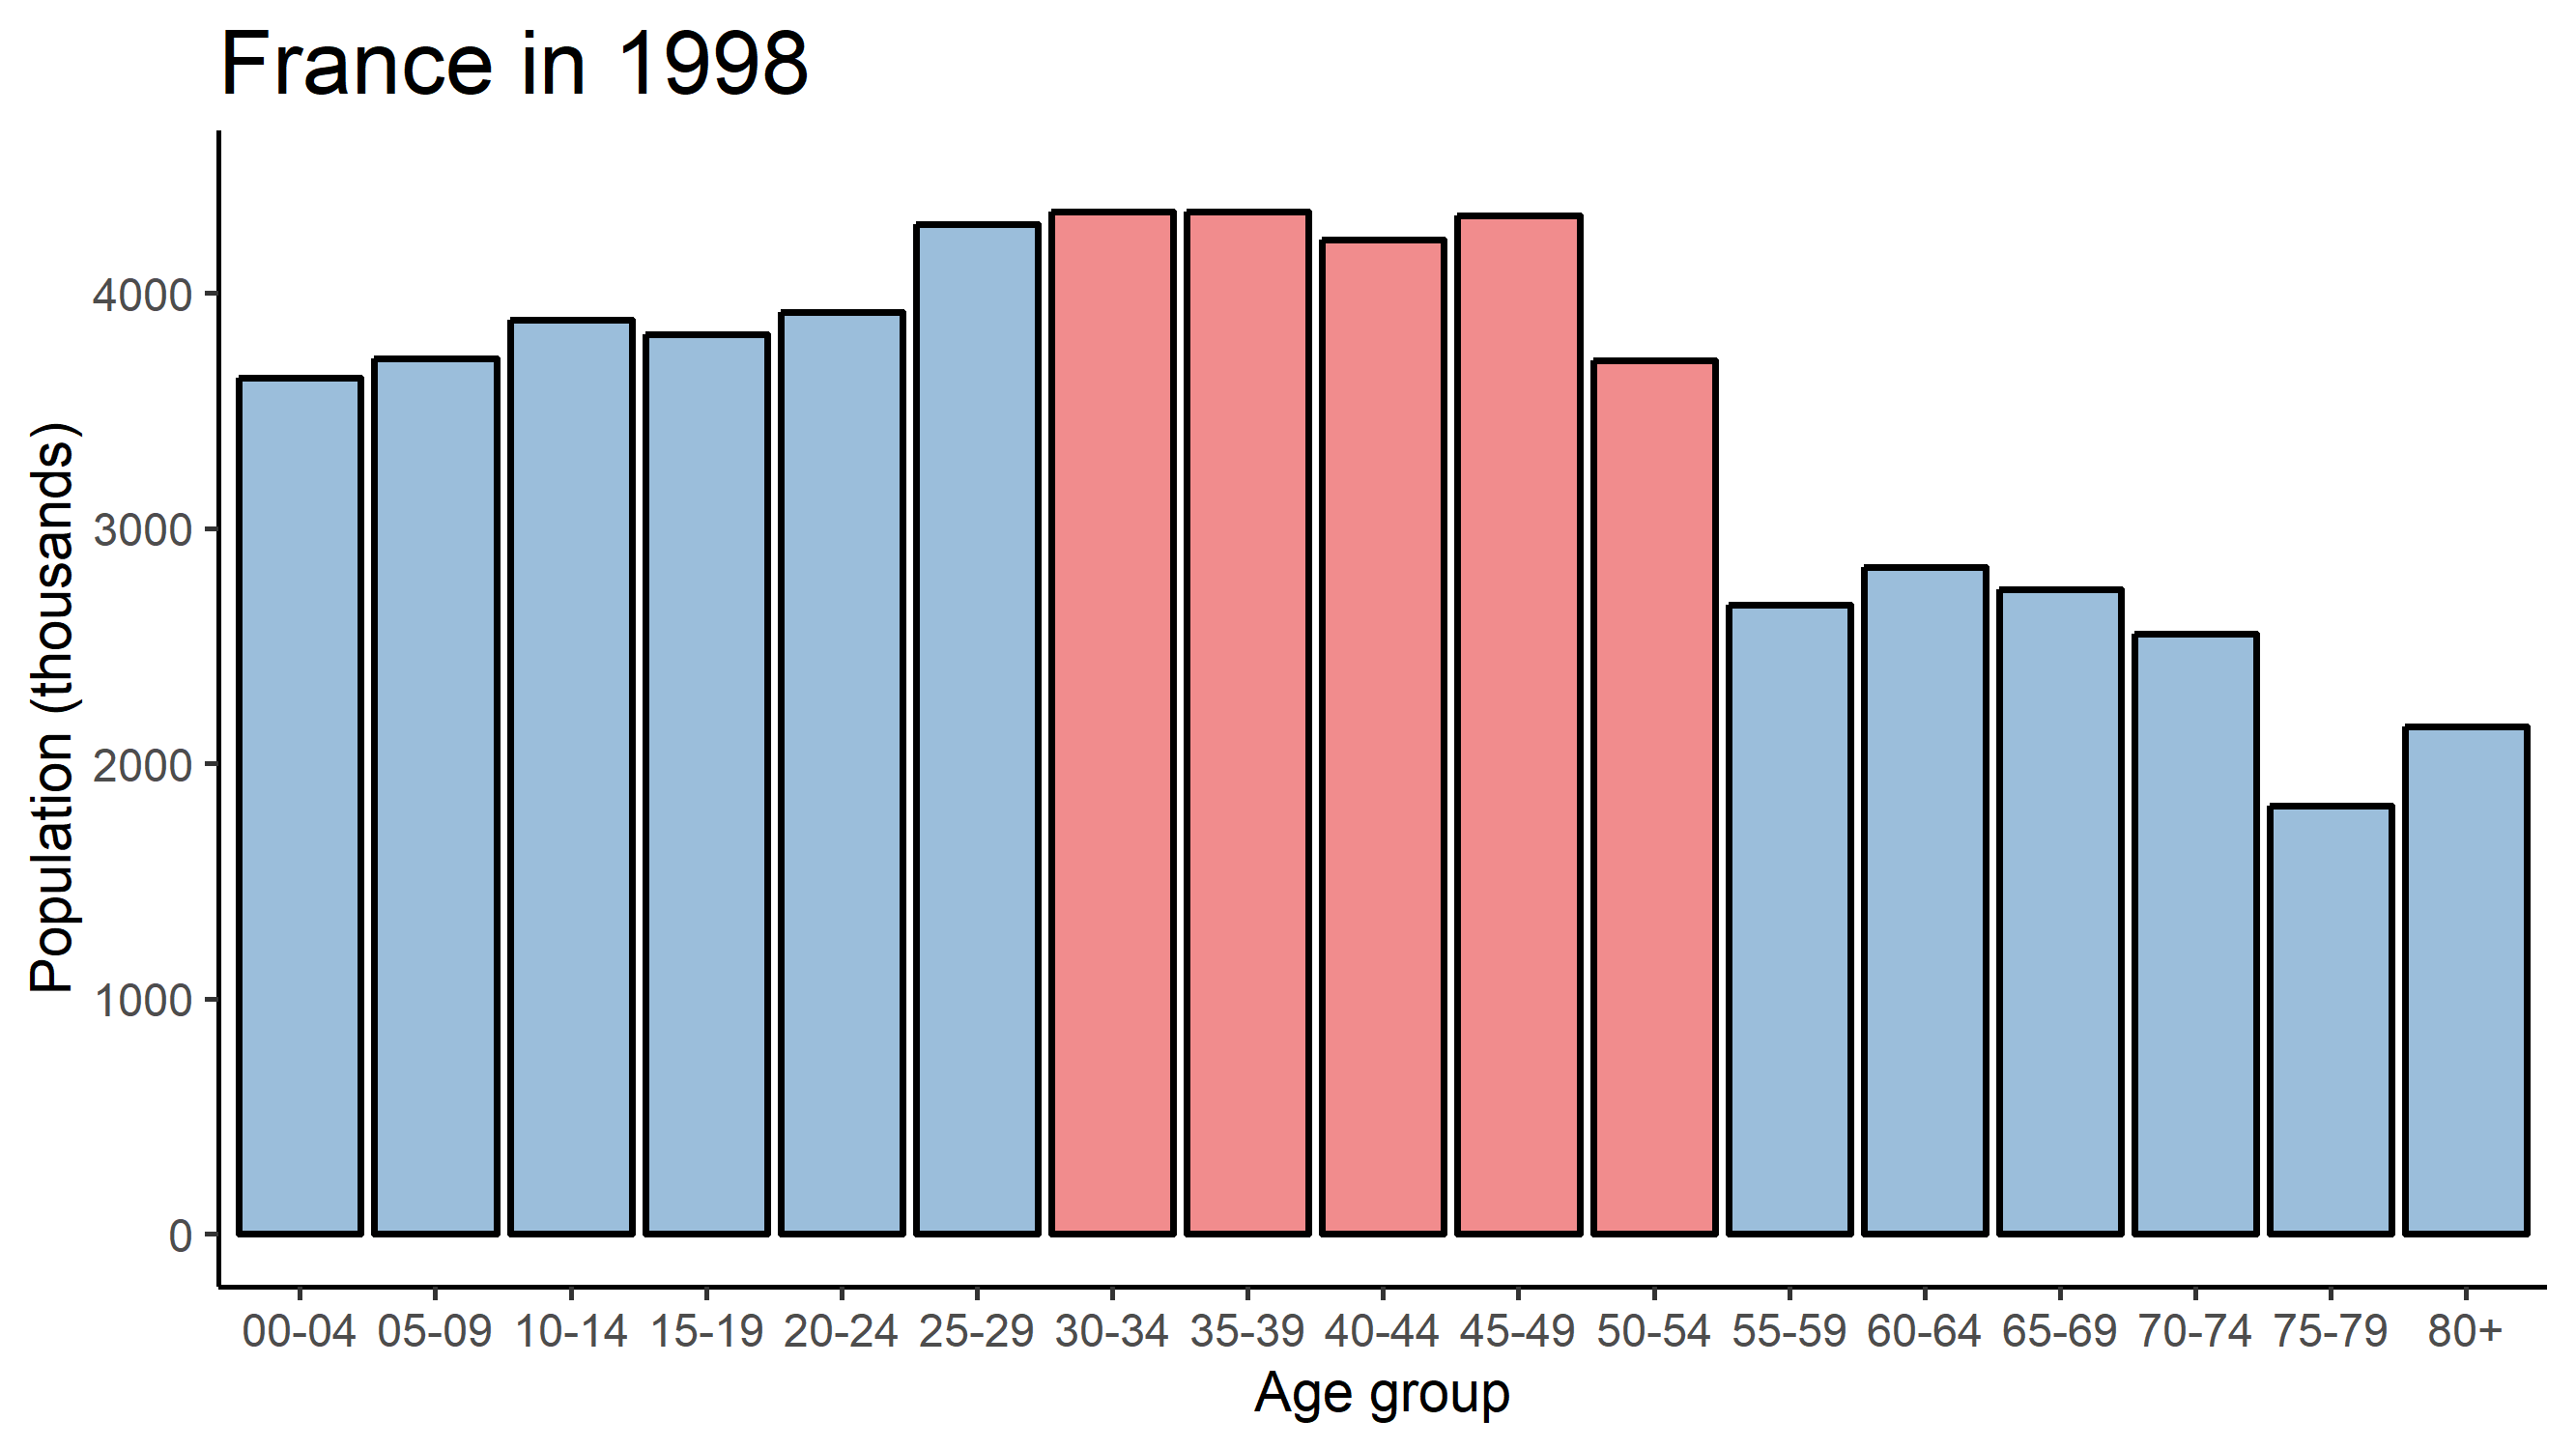 France in 1998
Population (thousands)
4000
3000
2000
1000
0
00-04 05-09 10-14 15-19 20-24 25-29 30-34 35-39 40-44 45-49 50-54 55-59 60-64 65-69 70-74 75-79 80+
Age group